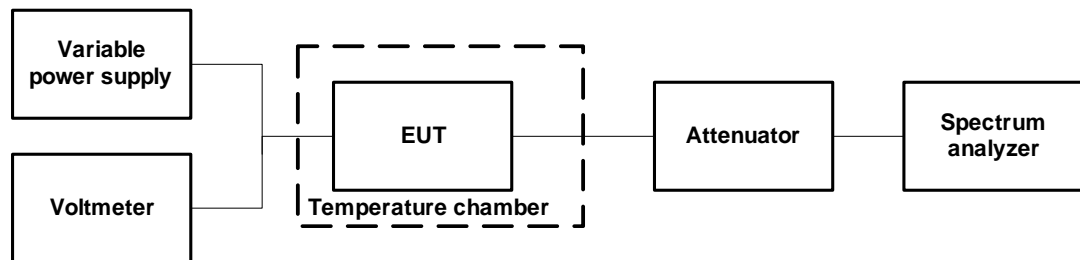 Variable
power supply
Voltmeter
EUT
Temperature chamber
Attenuator
Spectrum
analyzer